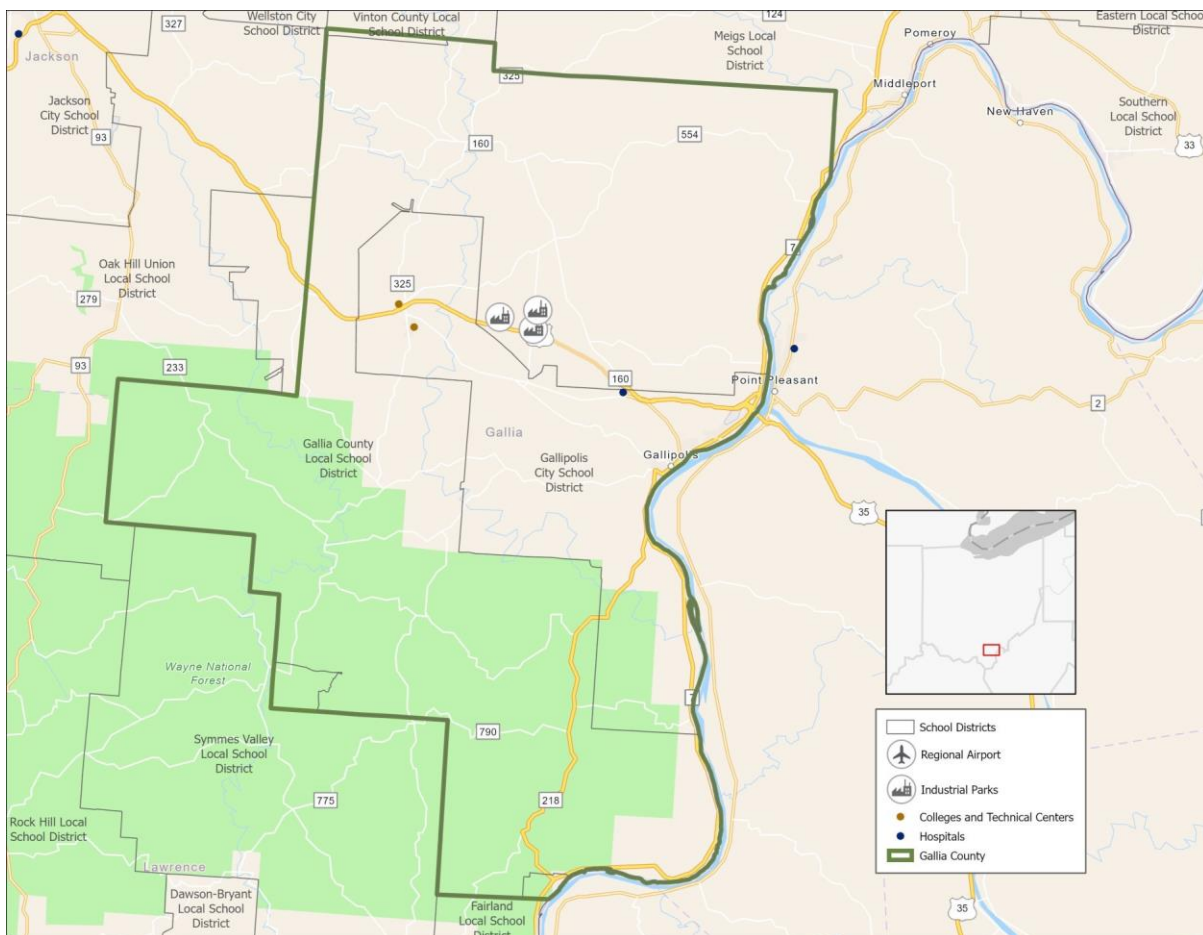 327
Wellston City
School District
Vinton County Local
School District
124
Eastern Local School
District
Pomeroy
Meigs Local
School
District
Jackson
325
Middleport
Jackson
City School
District
New Haven
Southern
Local School
District
93
160
554
33
7
Oak Hill Union
Local School
District
325
279
93
233
160
Point Pleasant
2
Gallia County
Local School
District
Gallia
Gallipolis
City School
District
Gallipolis
35
Wayne National
Forest
7
Symmes Valley
Local School
District
790
775
218
Rock Hill Local
School District
Lawrence
Dawson-Bryant
Local School
District
Fairland
Local School
District
School Districts
Regional Airport
Industrial Parks
Colleges and Technical Centers
Hospitals
Gallia County
35